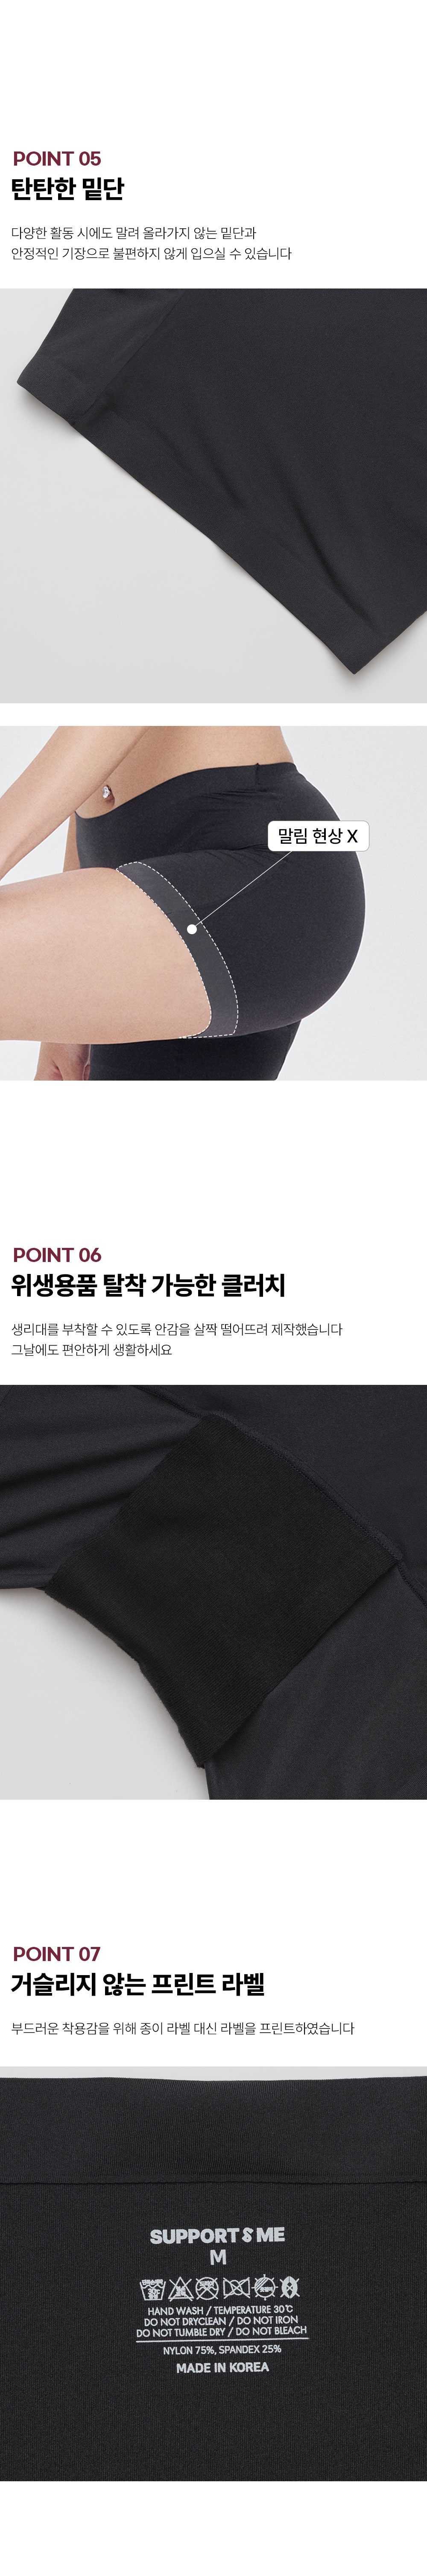 POINT 05
탄탄한 밑단
다양한 활동 시에도 말려 올라가지 않는 밑단과
안정적인 기장으로 불편하지 않게 입으실 수 있습니다
말림 현상 X
POINT 06
위생용품 탈착 가능한 클러치
생리대를 부착할 수 있도록 안감을 살짝 떨어뜨려 제작했습니다
그날에도 편안하게 생활하세요
POINT 07
거슬리지 않는 프린트 라벨
부드러운 착용감을 위해 종이 라벨 대신 라벨을 프린트하였습니다
SUPPORT & ME
M
HAND WASH / TEMPERATURE 30℃
DO NOT DRYCLEAN / DO NOT IRON
DO NOT TUMBLE DRY / DO NOT BLEACH
NYLON 75%, SPANDEX 25%
MADE IN KOREA